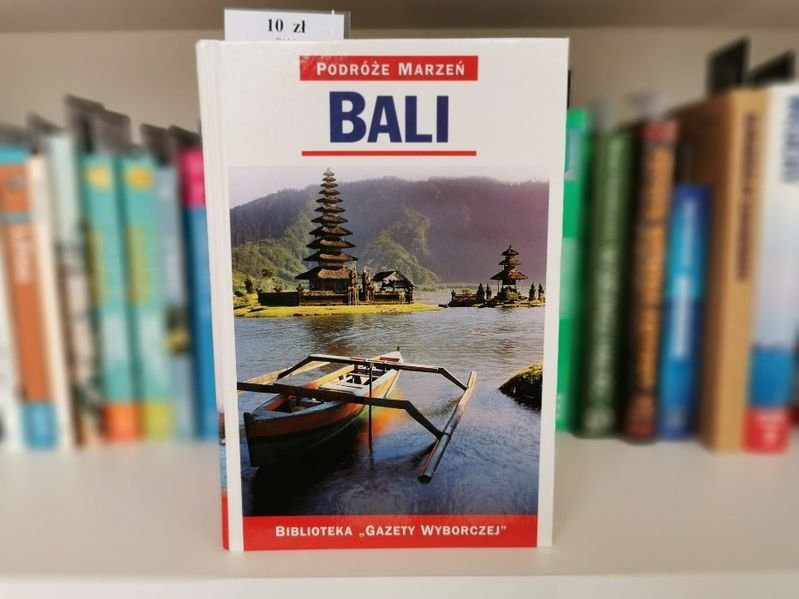 10 zł
PODRÓŻE MARZEŃ
BALI
BIBLIOTEKA „GAZETY WYBORCZEJ"